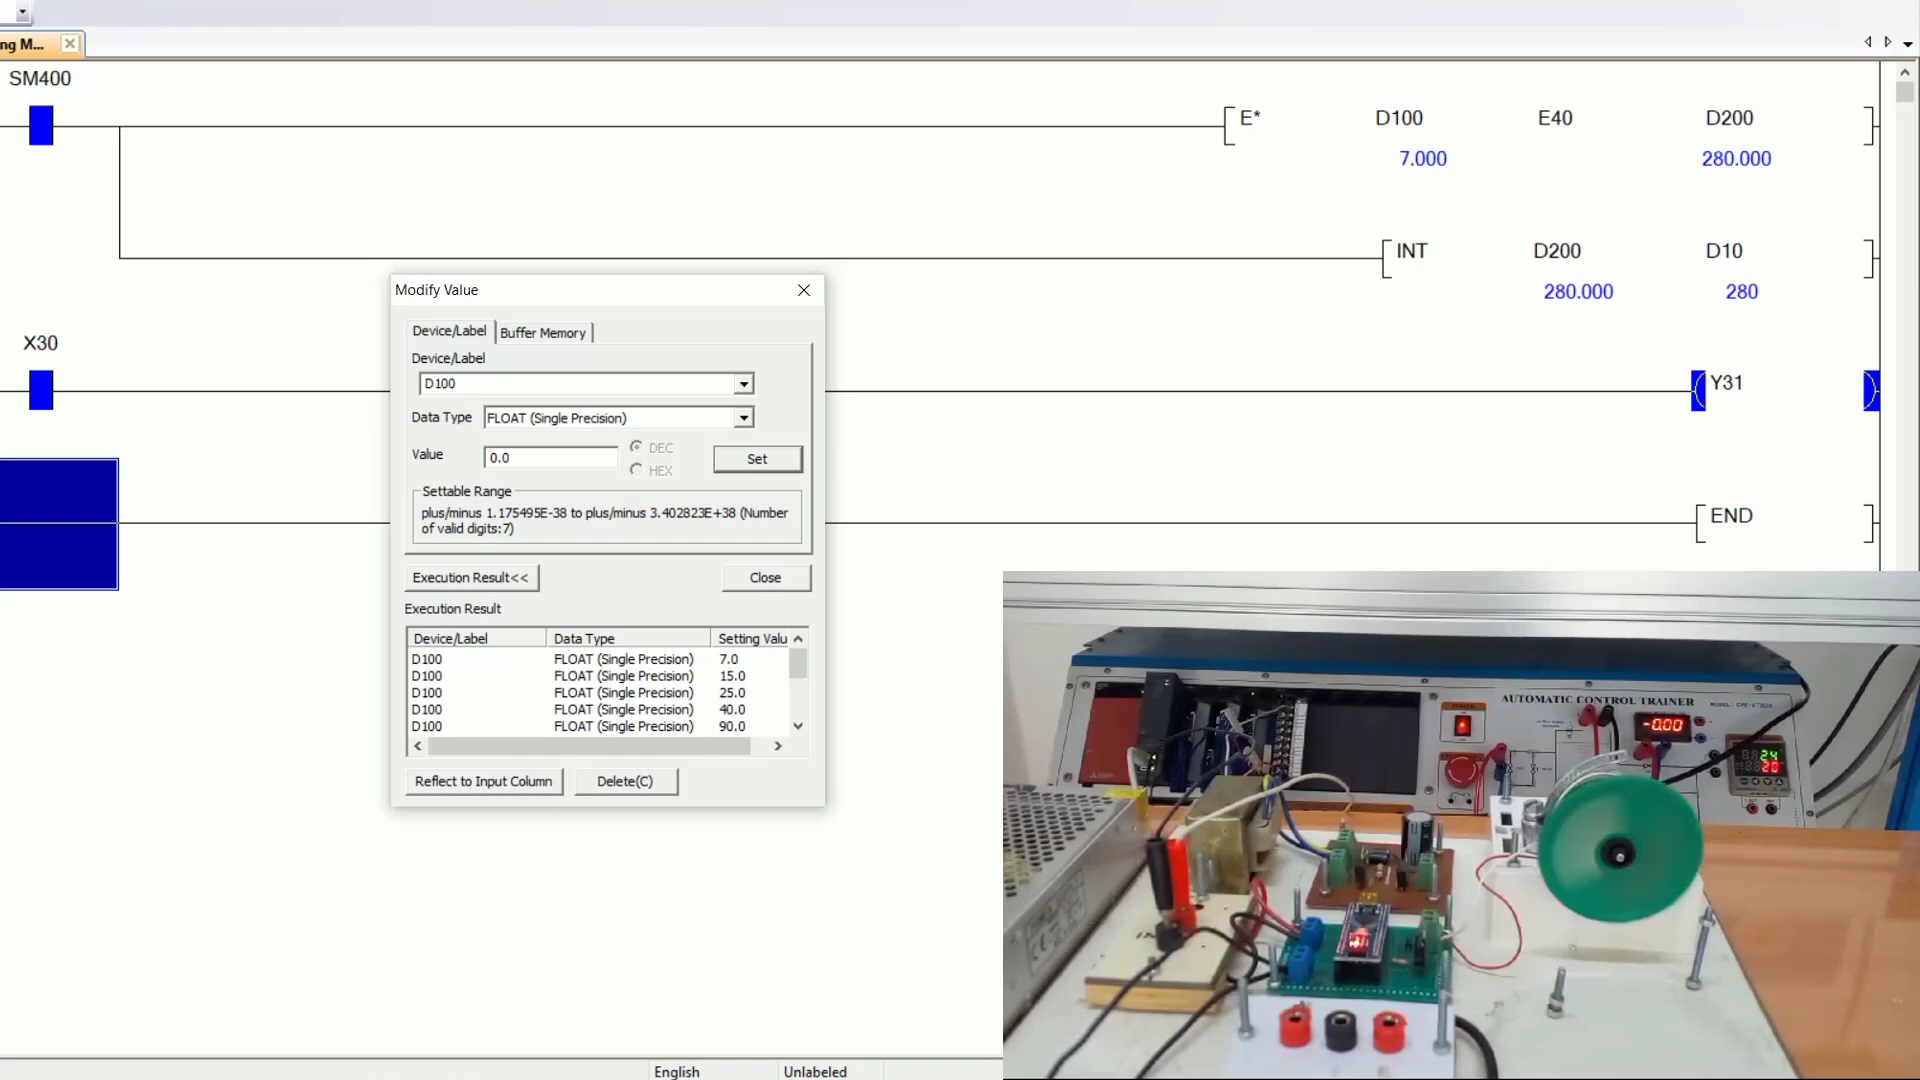 ng M...
SM400
E* D100 E40 D200
7.000 280.000
INT D200 D10
280.000 280
X30
Y31
END
Modify Value
Device/Label Buffer Memory
Device/Label
D100
Data Type FLOAT (Single Precision)
Value 0.0 DEC
HEX
Set
Settable Range
plus/minus 1.175495E-38 to plus/minus 3.402823E+38 (Number
of valid digits:7)
Execution Result<< Close
Execution Result
Device/Label Data Type Setting Valu
D100 FLOAT (Single Precision) 7.0
D100 FLOAT (Single Precision) 15.0
D100 FLOAT (Single Precision) 25.0
D100 FLOAT (Single Precision) 40.0
D100 FLOAT (Single Precision) 90.0
Reflect to Input Column Delete(C)
AUTOMATIC CONTROL TRAINER
POWER
-0.00
24
20
English Unlabeled